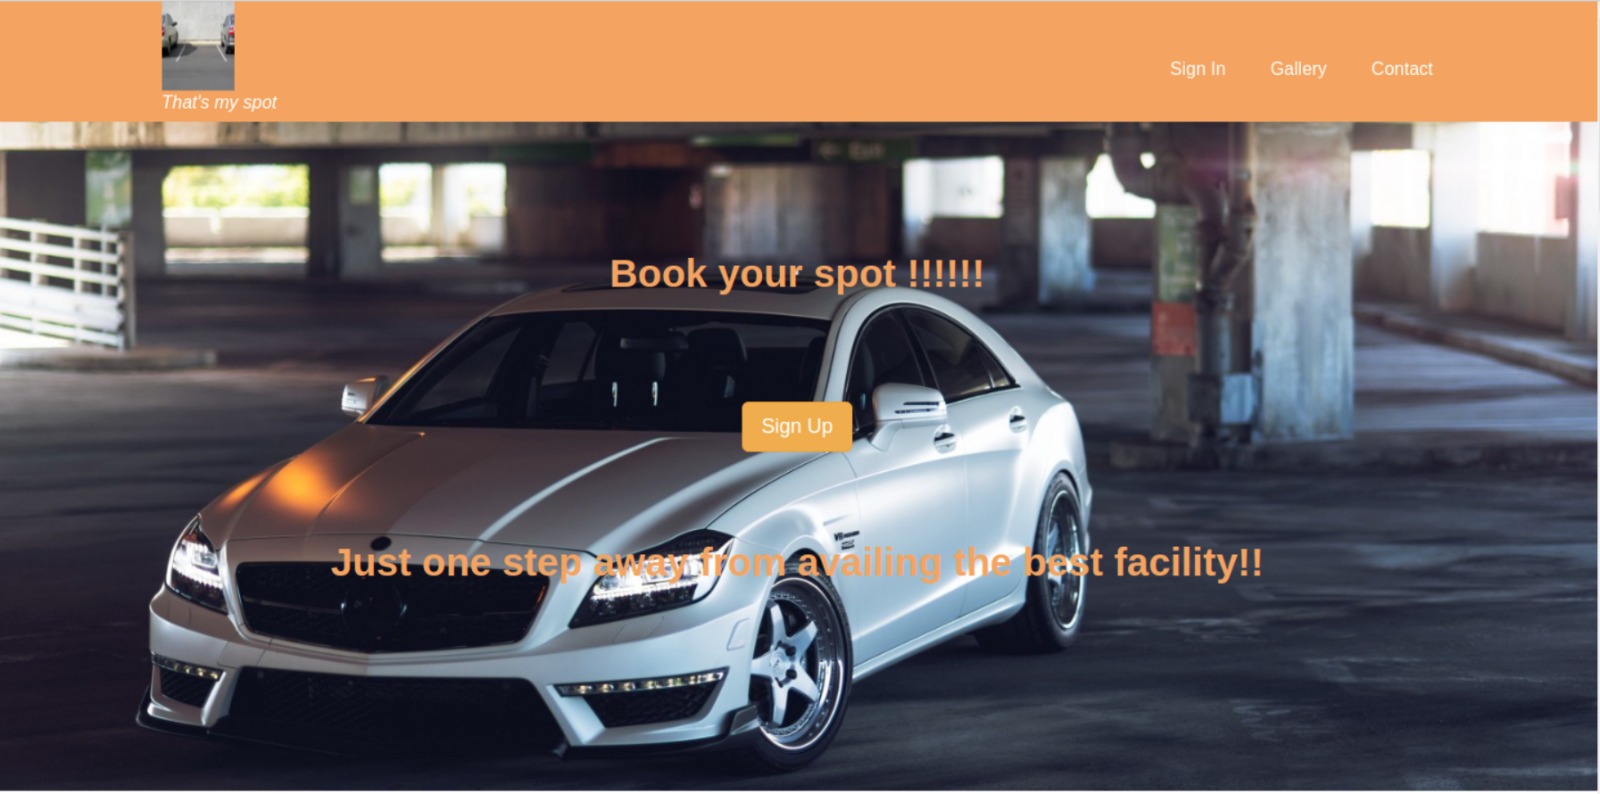 That's my spot
Sign In Gallery Contact
Exit
Book your spot !!!!!!
Sign Up
Just one step away from availing the best facility!!